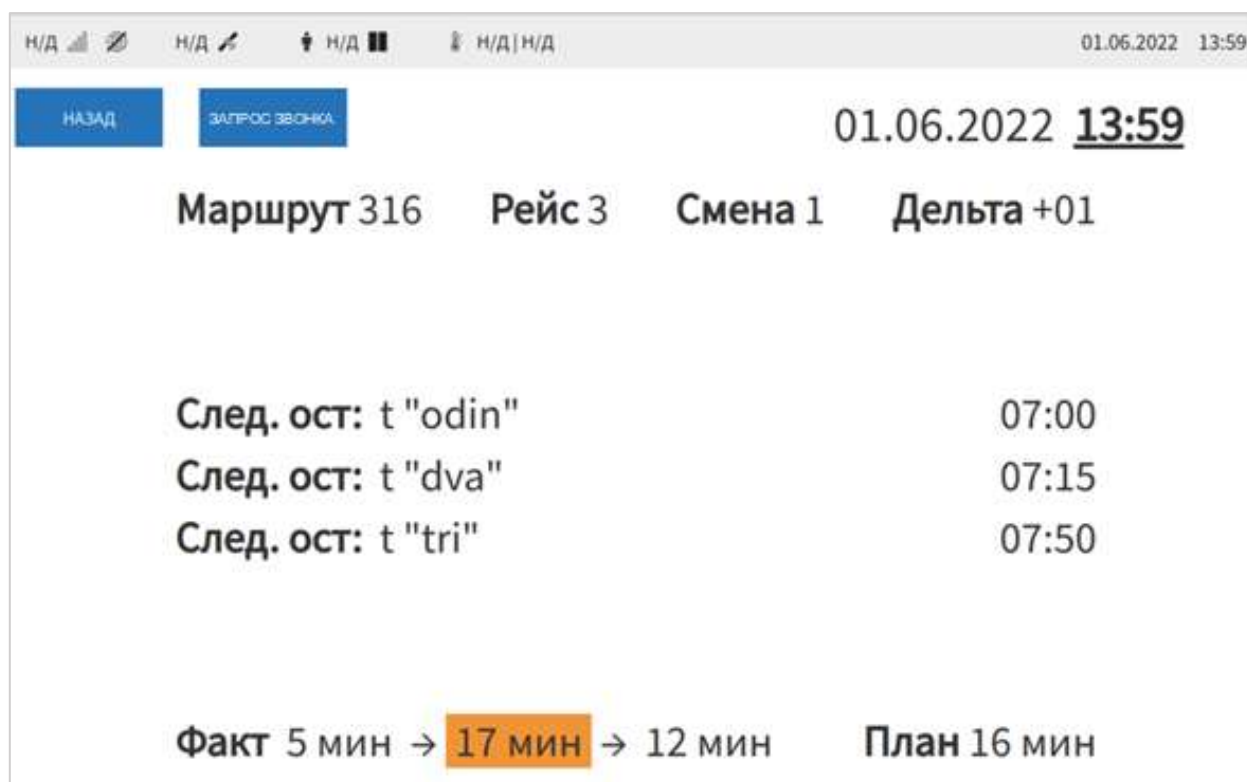 Н/Д Н/Д Н/Д Н/Д|Н/Д 01.06.2022 13:59
НАЗАД ЗАПРОС ЗВОНКА 01.06.2022 13:59
Маршрут 316 Рейс 3 Смена 1 Дельта +01
След. ост: t "odin" 07:00
След. ост: t "dva" 07:15
След. ост: t "tri" 07:50
Факт 5 мин → 17 мин → 12 мин План 16 мин